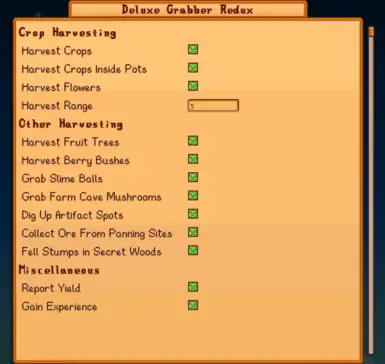 Deluxe Grabber Redux
Crop Harvesting
Harvest Crops
Harvest Crops Inside Pots
Harvest Flowers
Harvest Range
5
Other Harvesting
Harvest Fruit Trees
Harvest Berry Bushes
Grab Slime Balls
Grab Farm Cave Mushrooms
Dig Up Artifact Spots
Collect Ore From Panning Sites
Fell Stumps in Secret Woods
Miscellaneous
Report Yield
Gain Experience